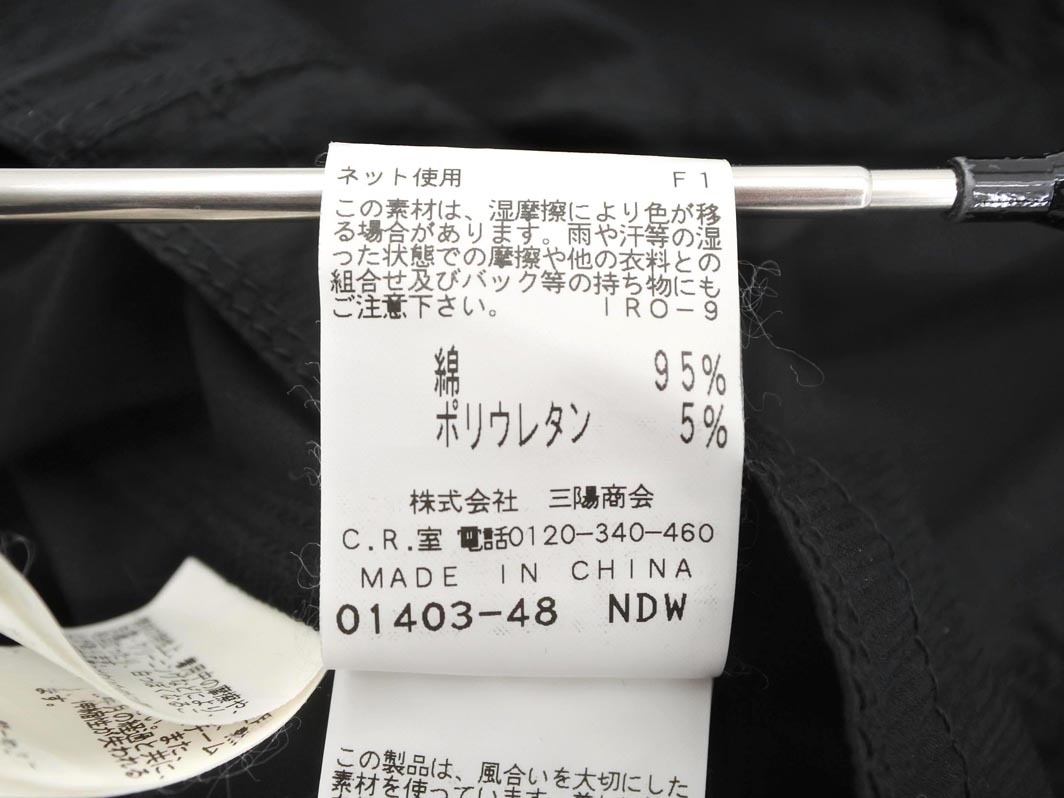 ネット使用 F1
この素材は、湿摩擦により色が移
る場合があります。雨や汗等の湿
った状態での摩擦や他の衣料との
組合せ及びバック等の持ち物にも
ご注意下さい。 IRO-9
綿 95%
ポリウレタン 5%
株式会社 三陽商会
C.R.室 電話0120-340-460
MADE IN CHINA
01403-48 NDW
この製品は、風合いを大切にした
素材を使っています。